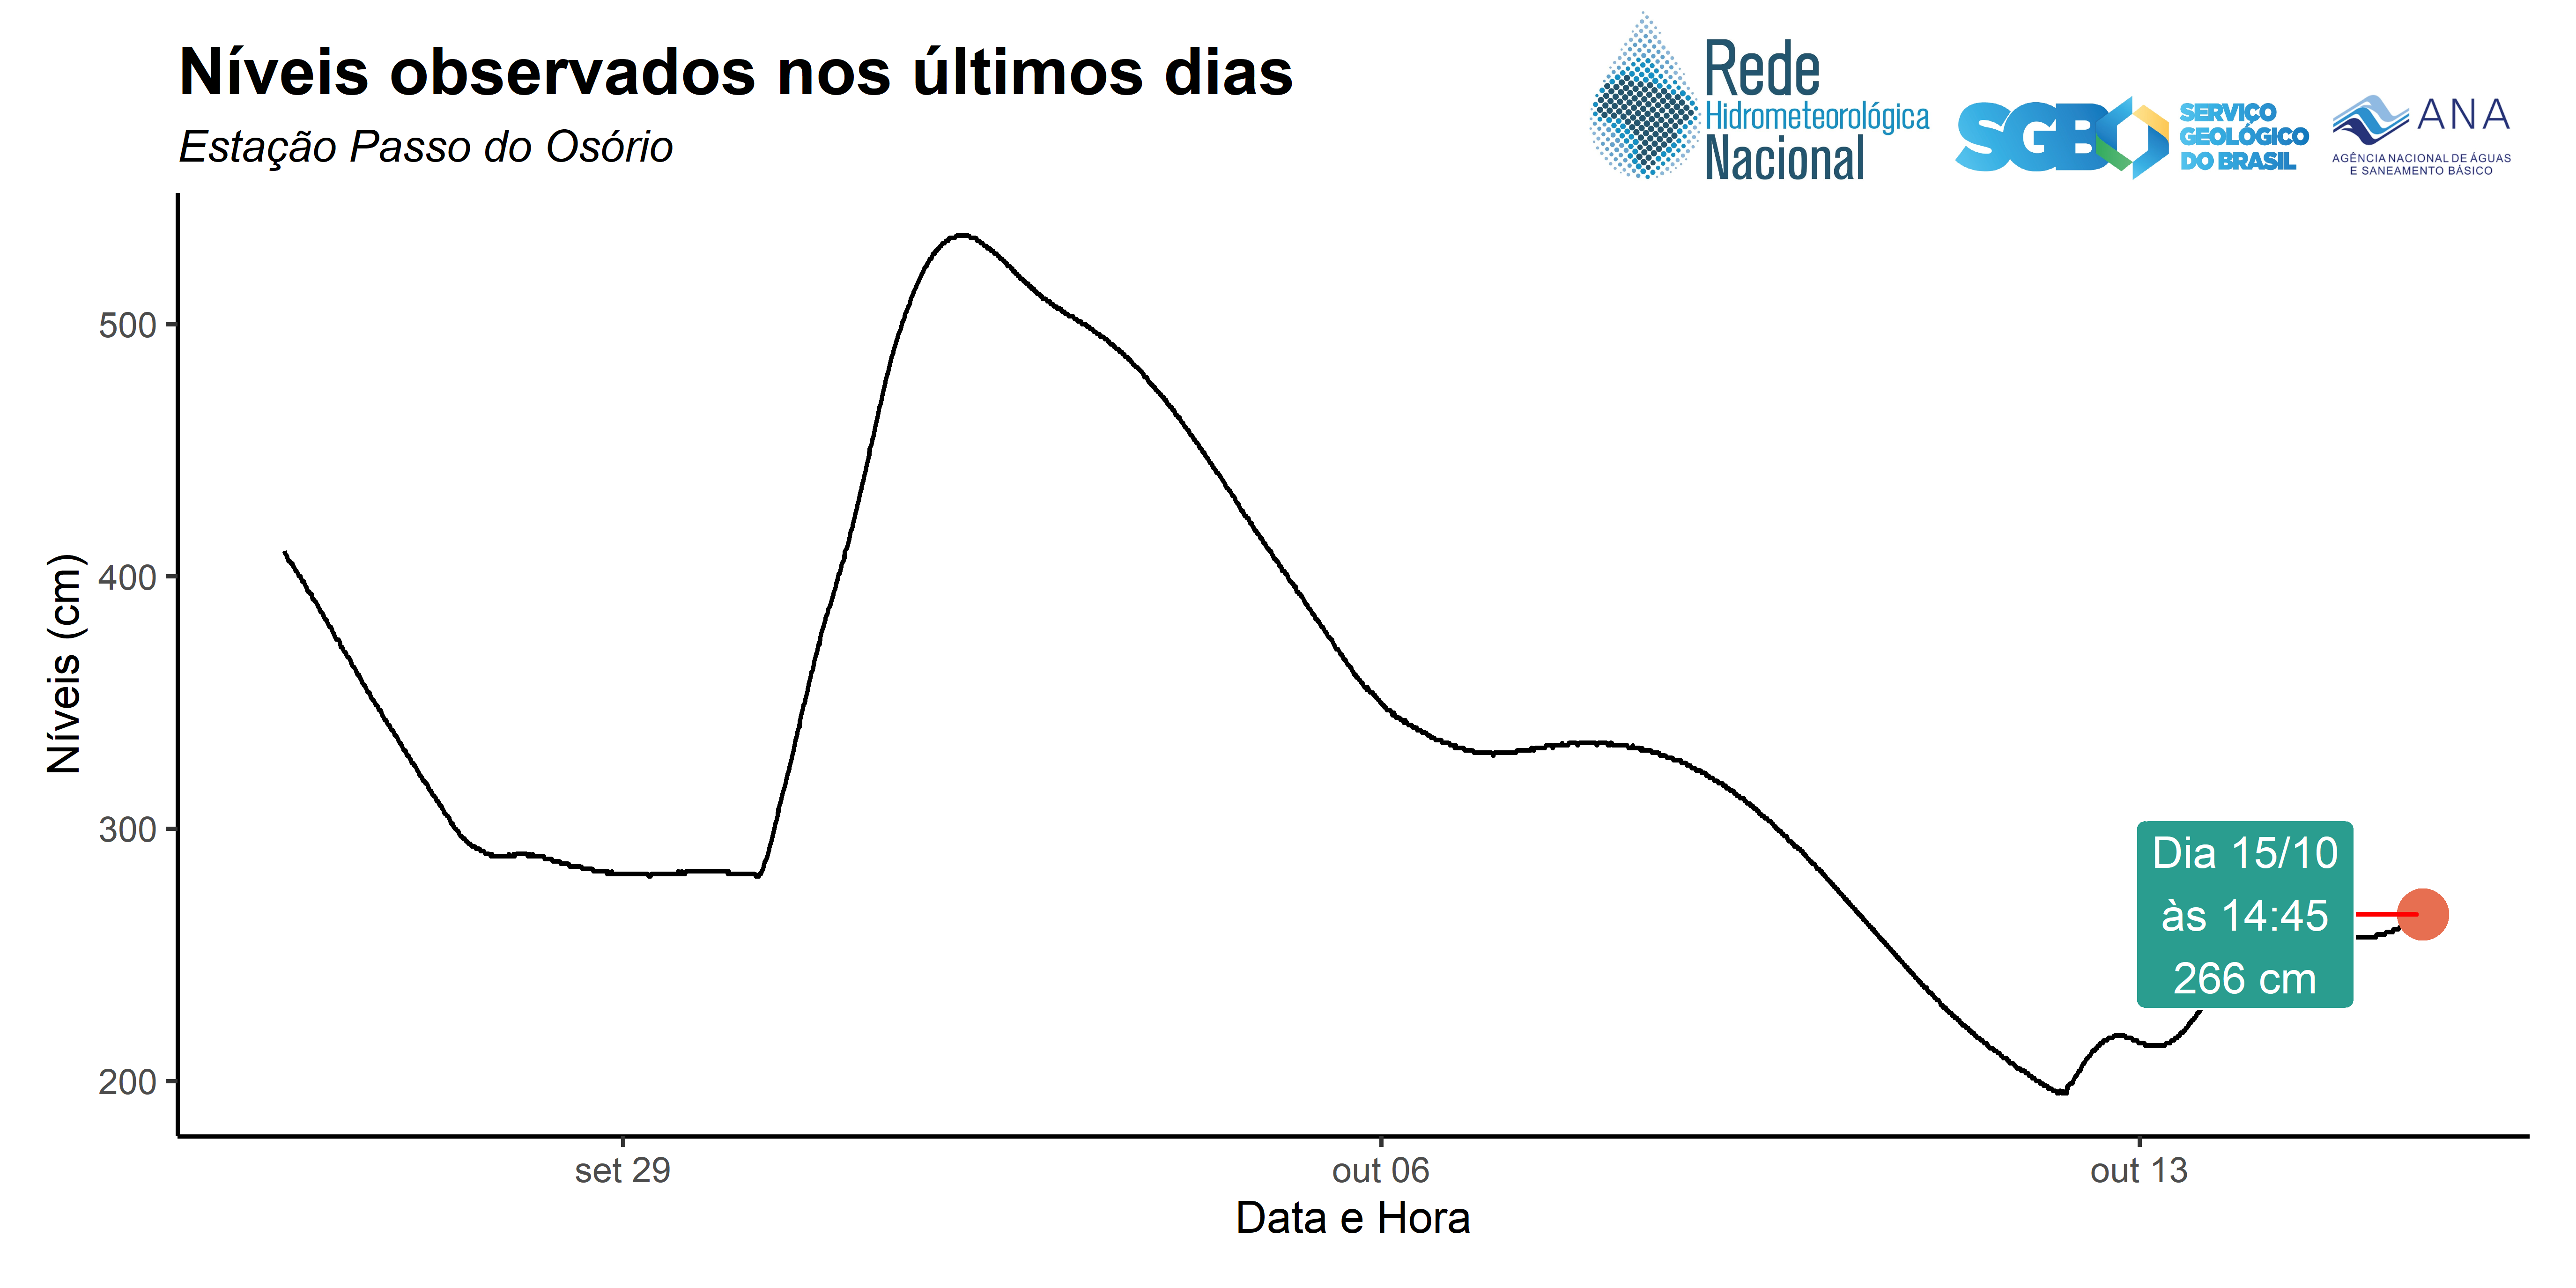 Níveis observados nos últimos dias
Estação Passo do Osório
Rede
Hidrometeorológica
Nacional
SGB
SERVIÇO
GEOLÓGICO
DO BRASIL
ANA
AGÊNCIA NACIONAL DE ÁGUAS
E SANEAMENTO BÁSICO
Níveis (cm)
500
400
300
200
Dia 15/10
às 14:45
266 cm
set 29
out 06
out 13
Data e Hora